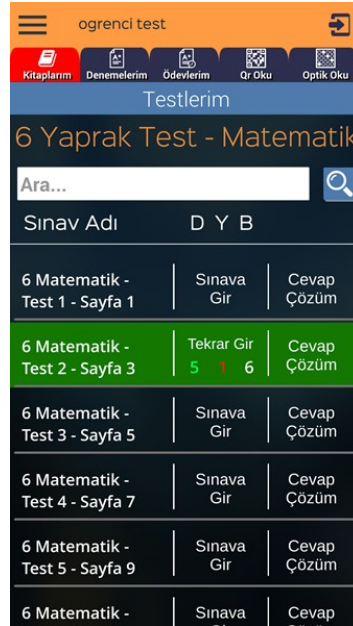 ogrenci test
Kitaplarım Denemelerim Ödevlerim Qr Oku Optik Oku
Testlerim
6 Yaprak Test - Matematik
Ara...
Sınav Adı D Y B
6 Matematik -
Test 1 - Sayfa 1
Sınava
Gir
Cevap
Çözüm
6 Matematik -
Test 2 - Sayfa 3
Tekrar Gir
5 1 6
Cevap
Çözüm
6 Matematik -
Test 3 - Sayfa 5
Sınava
Gir
Cevap
Çözüm
6 Matematik -
Test 4 - Sayfa 7
Sınava
Gir
Cevap
Çözüm
6 Matematik -
Test 5 - Sayfa 9
Sınava
Gir
Cevap
Çözüm
6 Matematik -
Sınava
Cevap